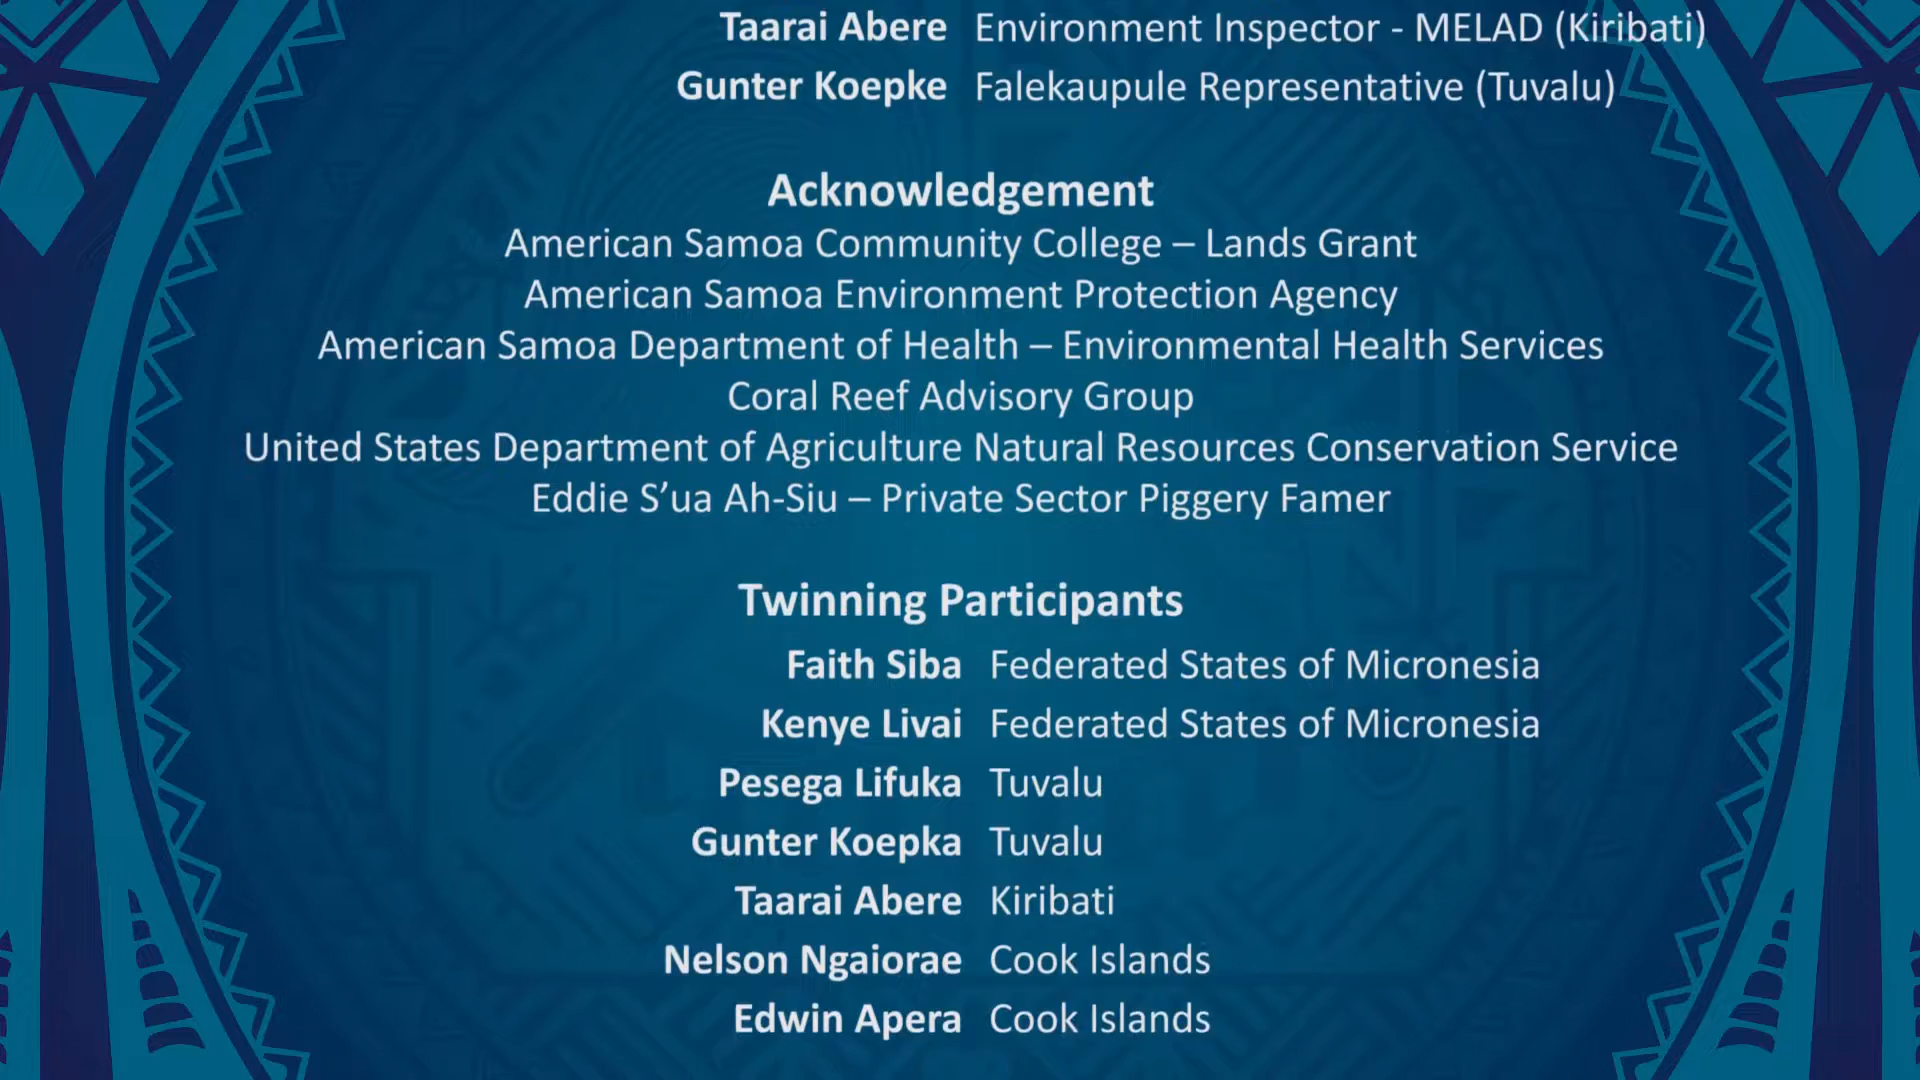 Taarai Abere Environment Inspector - MELAD (Kiribati)
Gunter Koepke Falekaupule Representative (Tuvalu)
Acknowledgement
American Samoa Community College – Lands Grant
American Samoa Environment Protection Agency
American Samoa Department of Health – Environmental Health Services
Coral Reef Advisory Group
United States Department of Agriculture Natural Resources Conservation Service
Eddie S’ua Ah-Siu – Private Sector Piggery Famer
Twinning Participants
Faith Siba Federated States of Micronesia
Kenye Livai Federated States of Micronesia
Pesega Lifuka Tuvalu
Gunter Koepka Tuvalu
Taarai Abere Kiribati
Nelson Ngaiorae Cook Islands
Edwin Apera Cook Islands